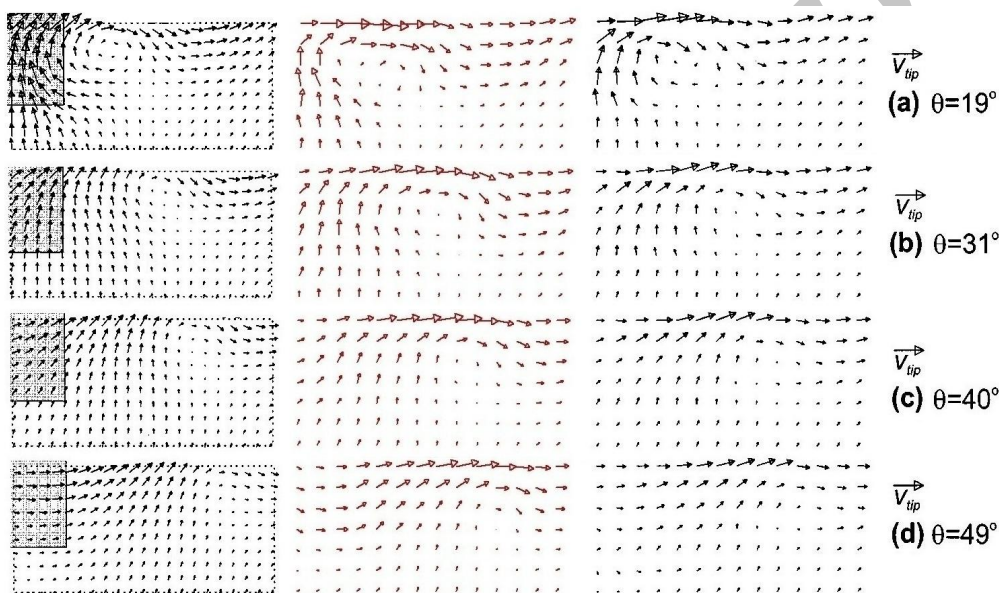 V_tip
(a) θ=19°
V_tip
(b) θ=31°
V_tip
(c) θ=40°
V_tip
(d) θ=49°